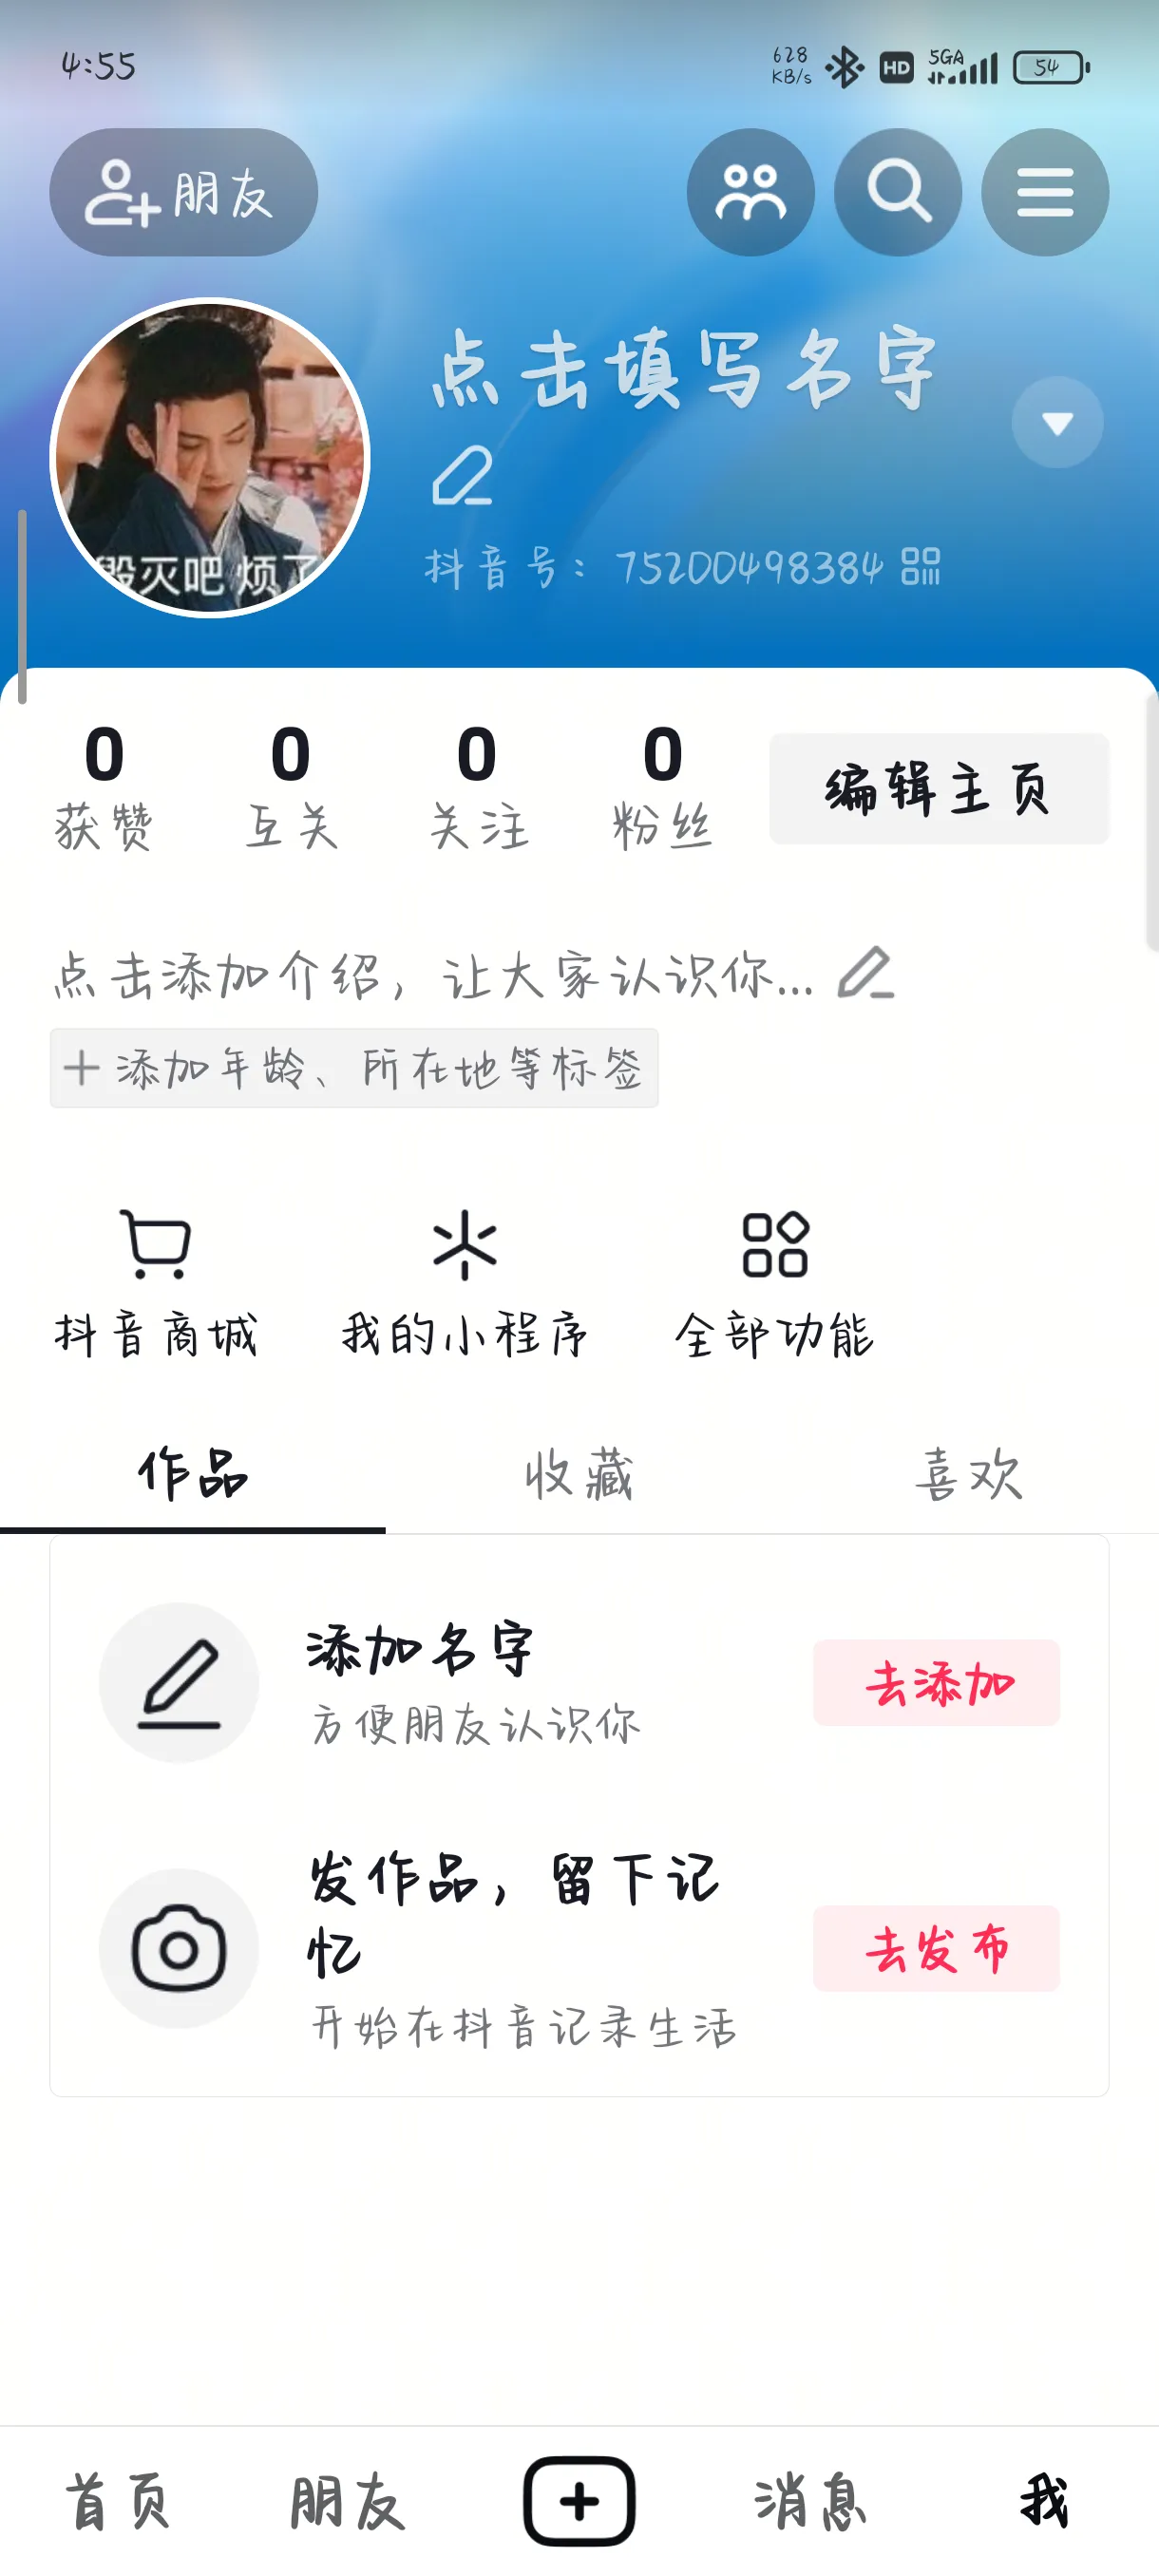 4:55
628 KB/s HD 5GA 54
朋友
点击填写名字
毁灭吧 烦了
抖音号：75200498384
0 0 0 0
获赞 互关 关注 粉丝 编辑主页
点击添加介绍，让大家认识你...
添加年龄、所在地等标签
抖音商城 我的小程序 全部功能
作品 收藏 喜欢
添加名字
方便朋友认识你
去添加
发作品，留下记
忆
开始在抖音记录生活
去发布
首页 朋友 消息 我